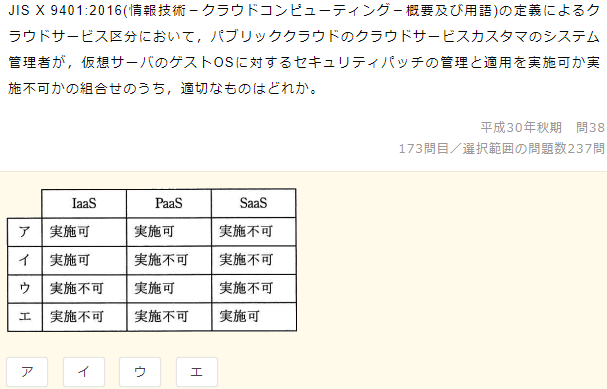 JIS X 9401:2016(情報技術－クラウドコンピューティング－概要及び用語)の定義によるク
ラウドサービス区分において，パブリッククラウドのクラウドサービスカスタマのシステム
管理者が，仮想サーバのゲストOSに対するセキュリティパッチの管理と適用を実施可か実
施不可かの組合せのうち，適切なものはどれか。
平成30年秋期　問38
173問目／選択範囲の問題数237問
IaaS PaaS SaaS
ア 実施可 実施可 実施不可
イ 実施可 実施不可 実施不可
ウ 実施不可 実施可 実施不可
エ 実施不可 実施不可 実施可
ア イ ウ エ